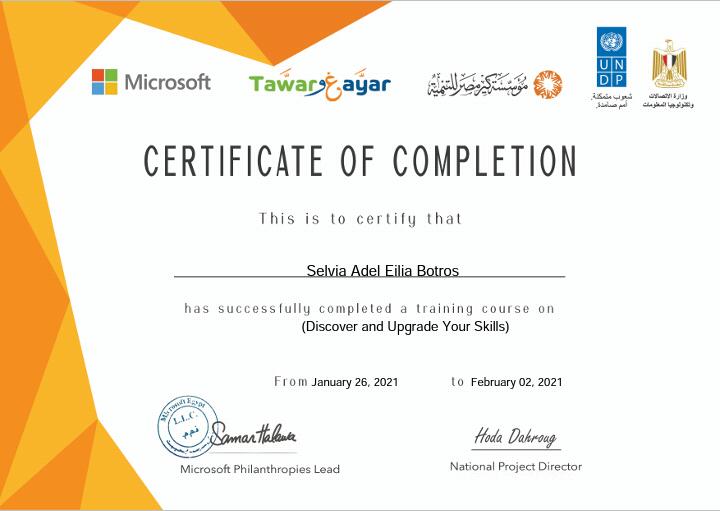 Microsoft
Tawar وغ ayar
مؤسسة كير مصر للتنمية
U N
D P
شعوب متمكنة.
أمم صامدة.
وزارة الاتصالات
وتكنولوجيا المعلومات
CERTIFICATE OF COMPLETION
This is to certify that
Selvia Adel Eilia Botros
has successfully completed a training course on
(Discover and Upgrade Your Skills)
From January 26, 2021 to February 02, 2021
Microsoft Egypt
L.L.C.
ش.ذ.م.م
Samar Halawa
Hoda Dahroug
Microsoft Philanthropies Lead
National Project Director